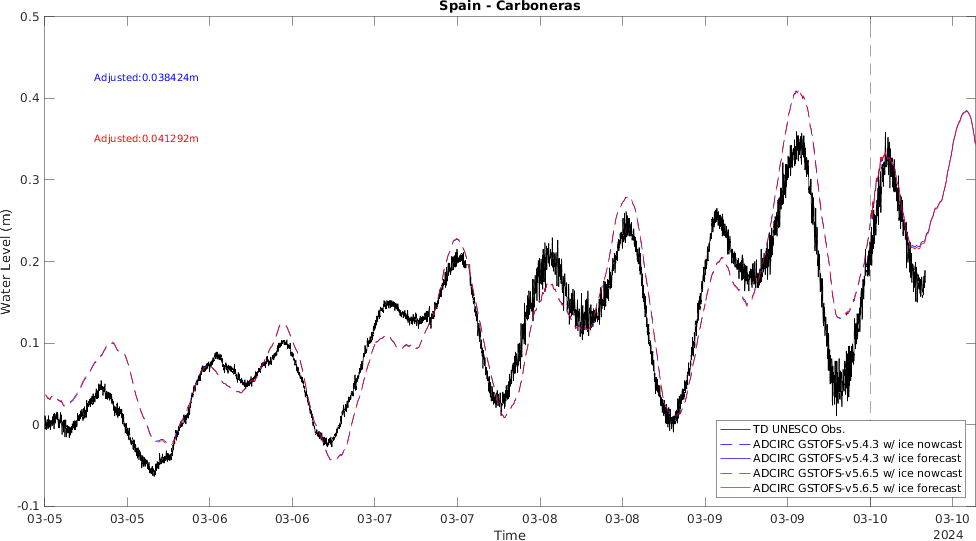 Spain - Carboneras
0.5
0.4
0.3
0.2
0.1
0
-0.1
Water Level (m)
Adjusted:0.038424m
Adjusted:0.041292m
TD UNESCO Obs.
ADCIRC GSTOFS-v5.4.3 w/ ice nowcast
ADCIRC GSTOFS-v5.4.3 w/ ice forecast
ADCIRC GSTOFS-v5.6.5 w/ ice nowcast
ADCIRC GSTOFS-v5.6.5 w/ ice forecast
03-05 03-05 03-06 03-06 03-07 03-07 03-08 03-08 03-09 03-09 03-10 03-10
2024
Time